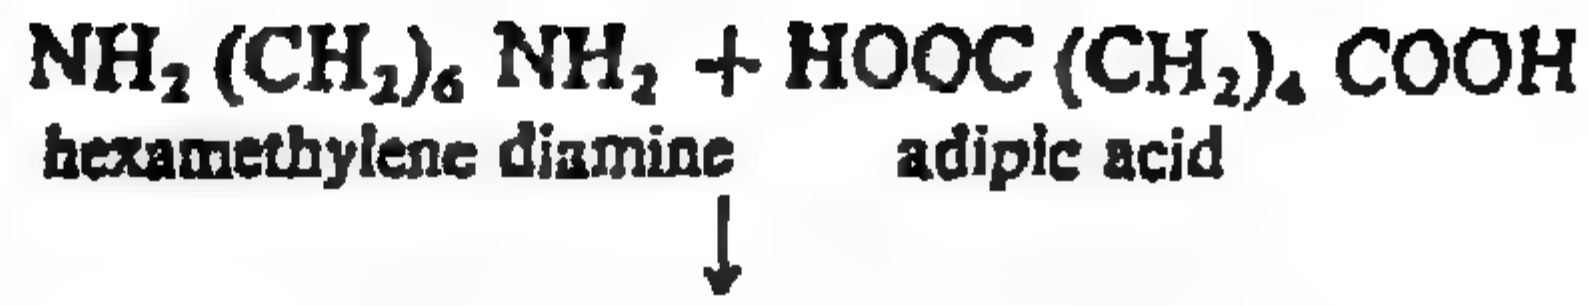 NH₂ (CH₂)₆ NH₂ + HOOC (CH₂)₄ COOH
hexamethylene diamine adipic acid